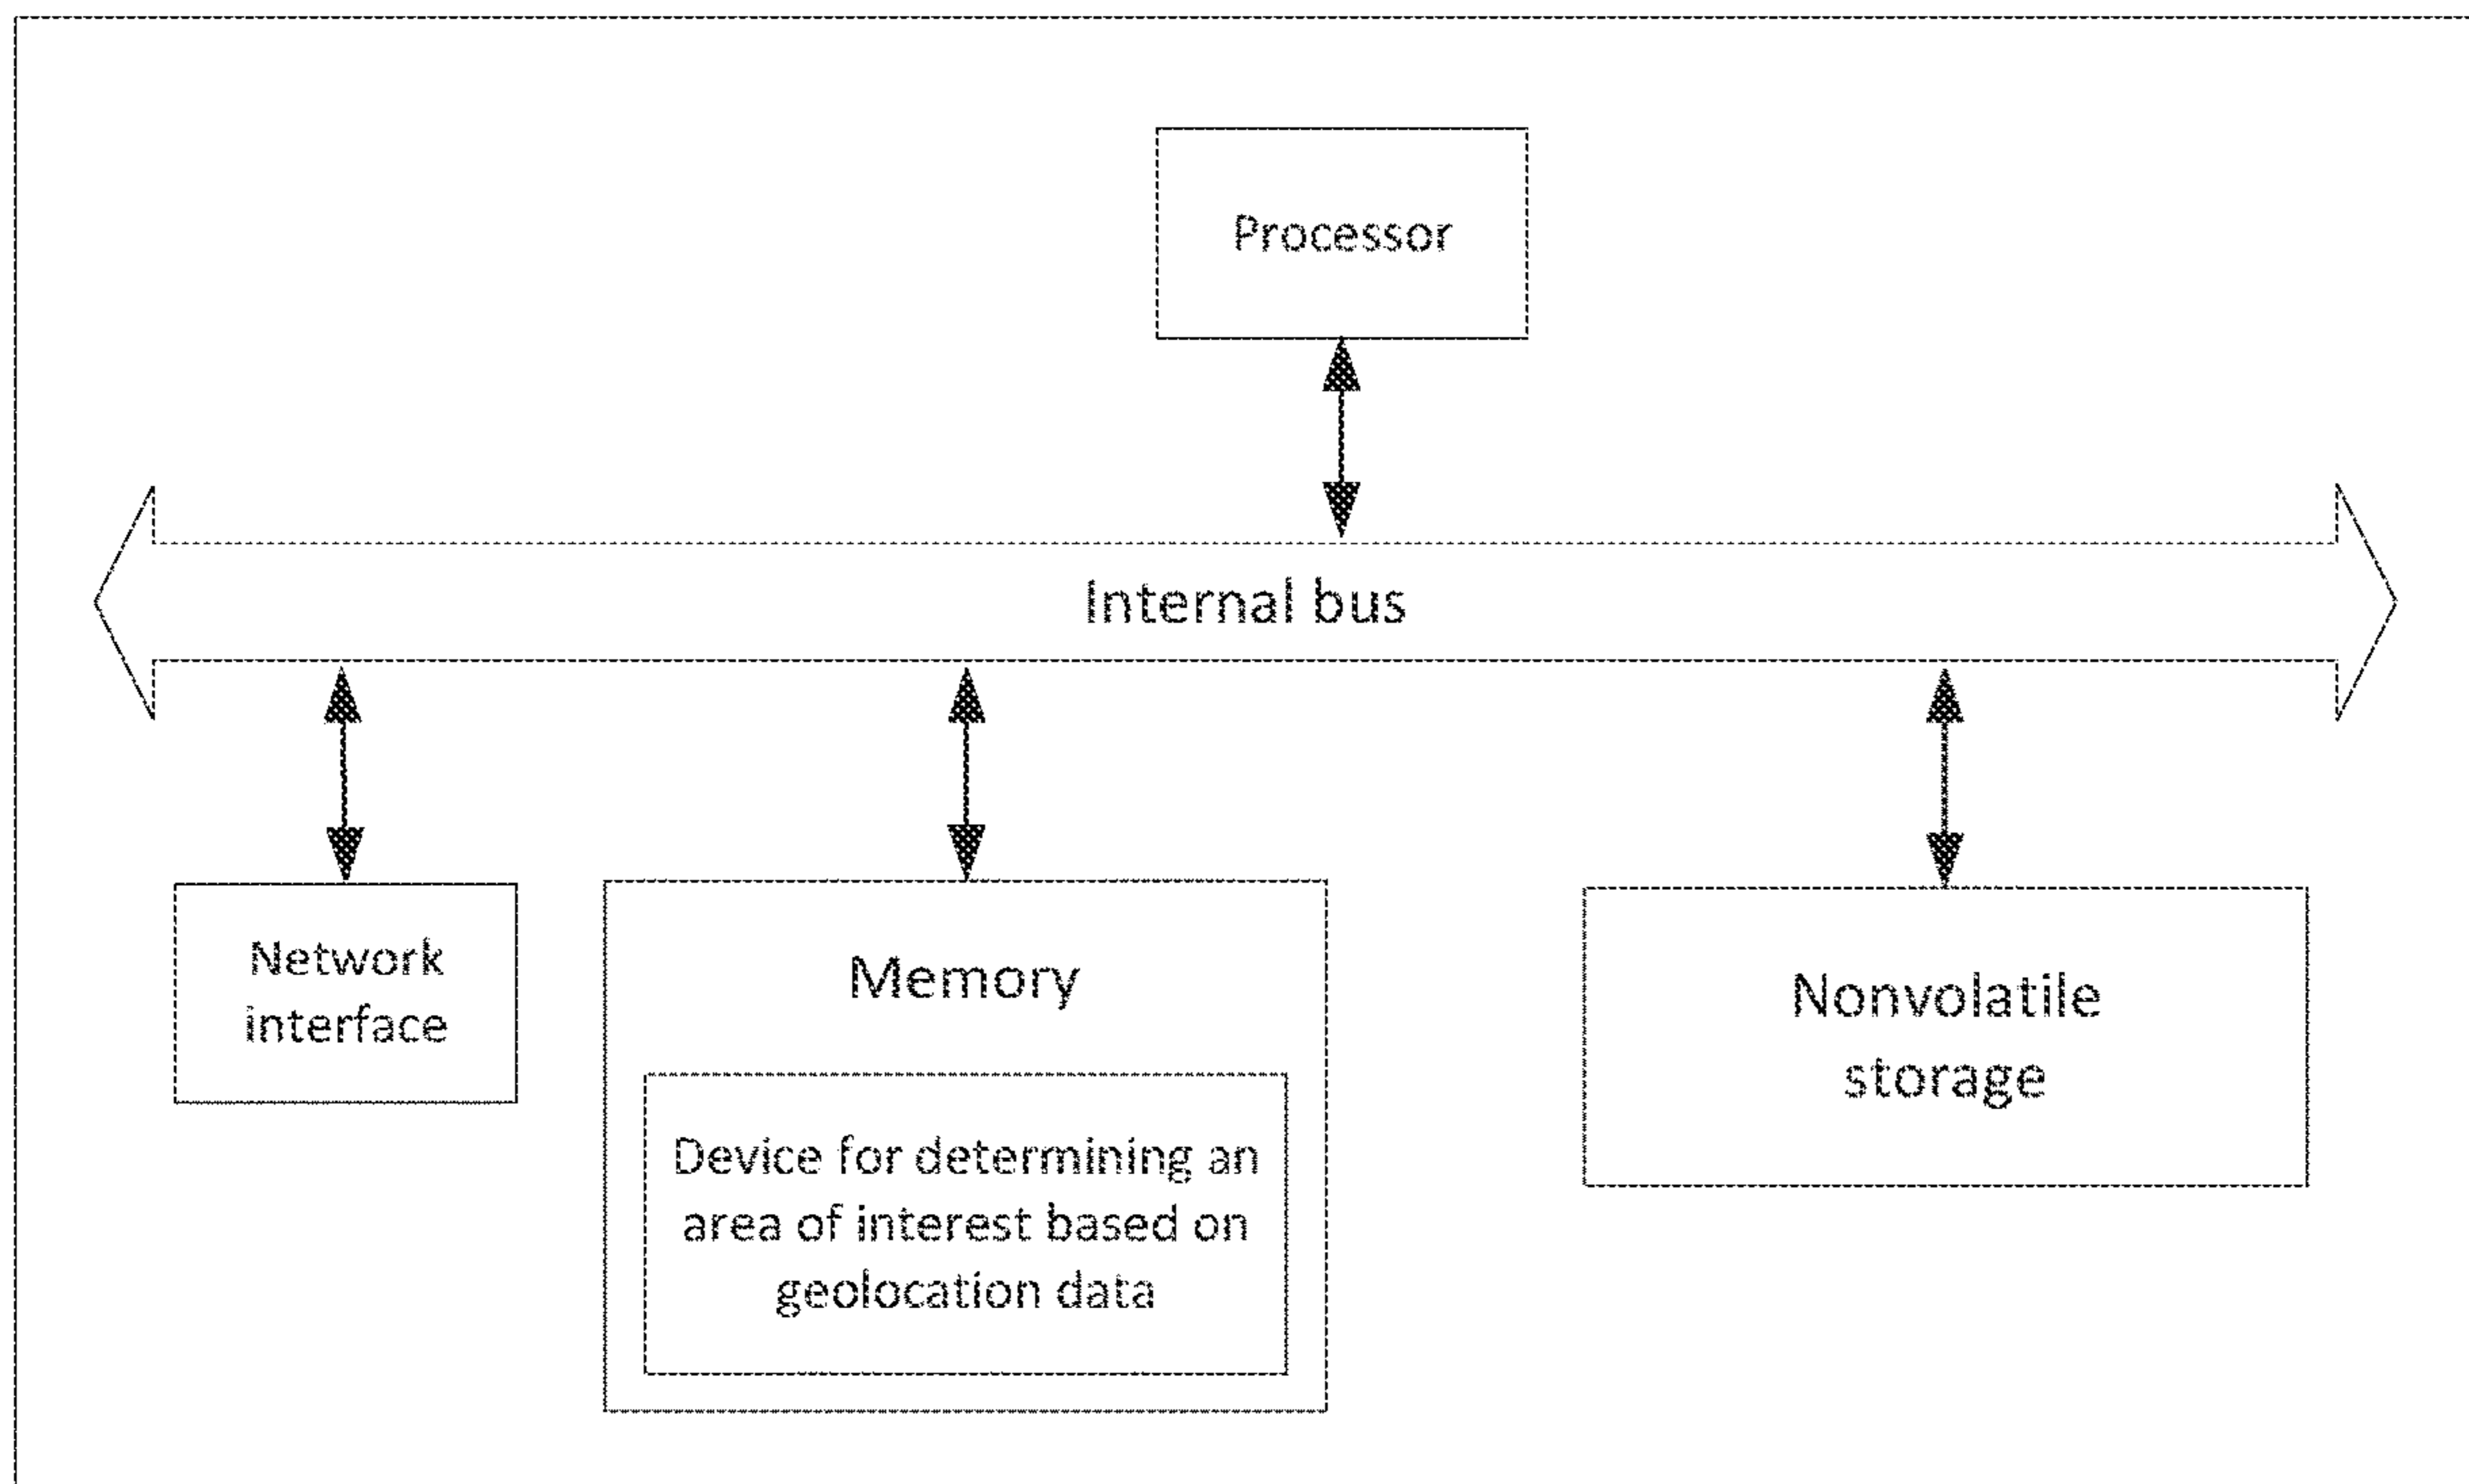 Processor
Internal bus
Network
interface
Memory
Device for determining an
area of interest based on
geolocation data
Nonvolatile
storage